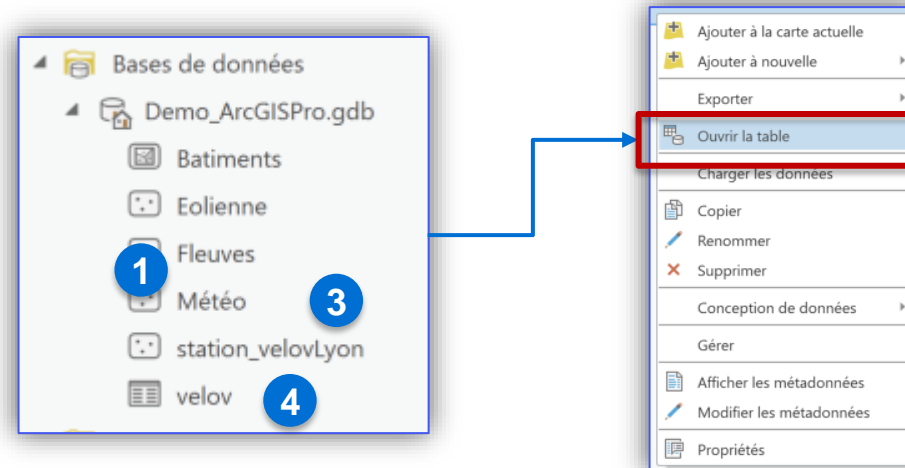 Bases de données
Demo_ArcGISPro.gdb
Batiments
Eolienne
Fleuves
1
Météo
3
station_velovLyon
velov
4
Ajouter à la carte actuelle
Ajouter à nouvelle
Exporter
Ouvrir la table
Charger les données
Copier
Renommer
Supprimer
Conception de données
Gérer
Afficher les métadonnées
Modifier les métadonnées
Propriétés